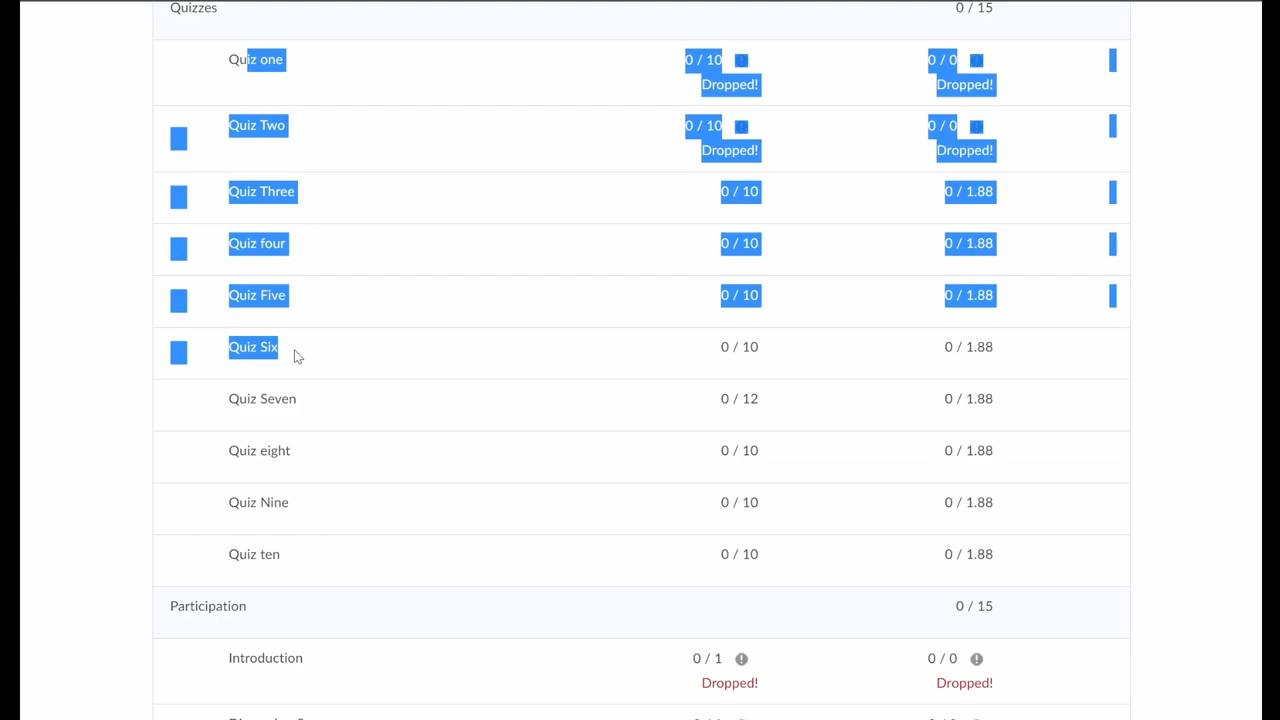 Quizzes 0 / 15
Quiz one 0 / 10 0 / 0
Dropped! Dropped!
Quiz Two 0 / 10 0 / 0
Dropped! Dropped!
Quiz Three 0 / 10 0 / 1.88
Quiz four 0 / 10 0 / 1.88
Quiz Five 0 / 10 0 / 1.88
Quiz Six 0 / 10 0 / 1.88
Quiz Seven 0 / 12 0 / 1.88
Quiz eight 0 / 10 0 / 1.88
Quiz Nine 0 / 10 0 / 1.88
Quiz ten 0 / 10 0 / 1.88
Participation 0 / 15
Introduction 0 / 1 0 / 0
Dropped! Dropped!